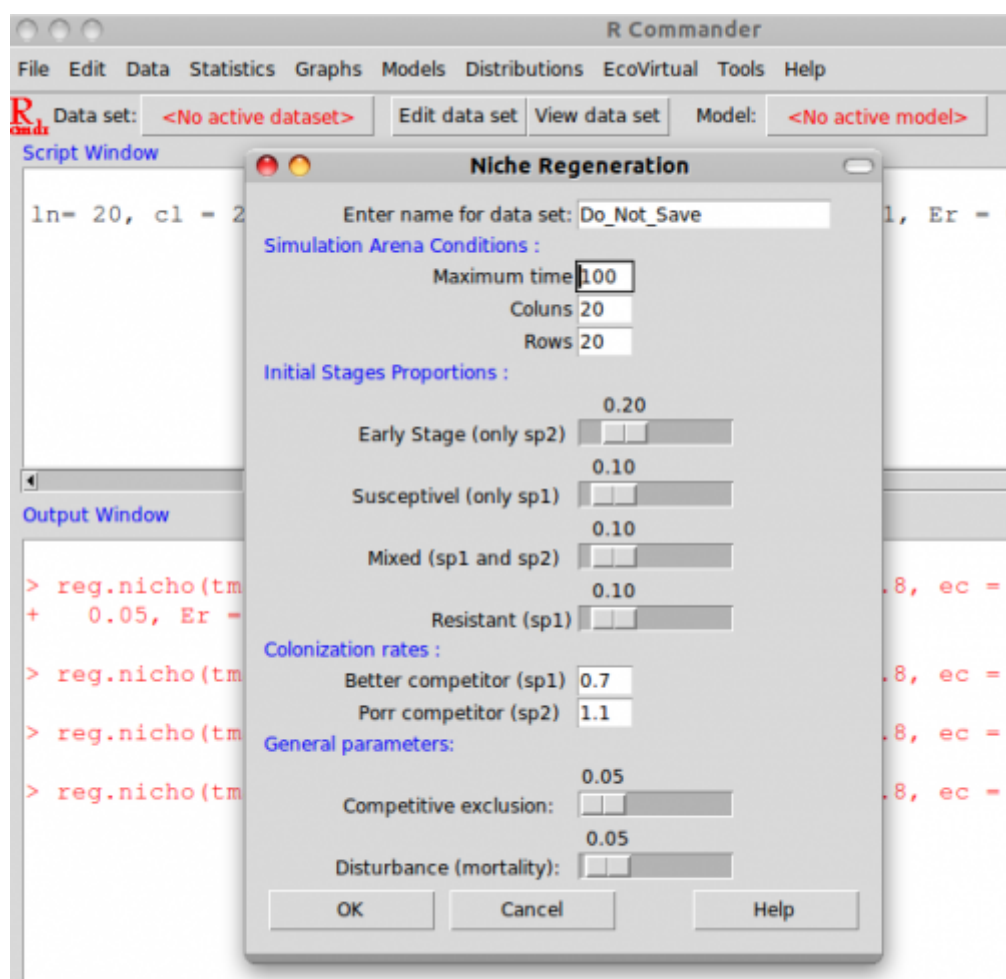 R Commander
File Edit Data Statistics Graphs Models Distributions EcoVirtual Tools Help
R cmdr Data set: <No active dataset> Edit data set View data set Model: <No active model>
Script Window
Niche Regeneration
ln= 20, cl = 2
Enter name for data set: Do_Not_Save
1, Er =
Simulation Arena Conditions :
Maximum time 100
Coluns 20
Rows 20
Initial Stages Proportions :
0.20
Early Stage (only sp2)
0.10
Susceptivel (only sp1)
0.10
Mixed (sp1 and sp2)
0.10
Resistant (sp1)
Colonization rates :
Better competitor (sp1) 0.7
Porr competitor (sp2) 1.1
General parameters:
0.05
Competitive exclusion:
0.05
Disturbance (mortality):
OK Cancel Help
Output Window
> reg.nicho(tm .8, ec =
+ 0.05, Er =
> reg.nicho(tm .8, ec =
> reg.nicho(tm .8, ec =
> reg.nicho(tm .8, ec =